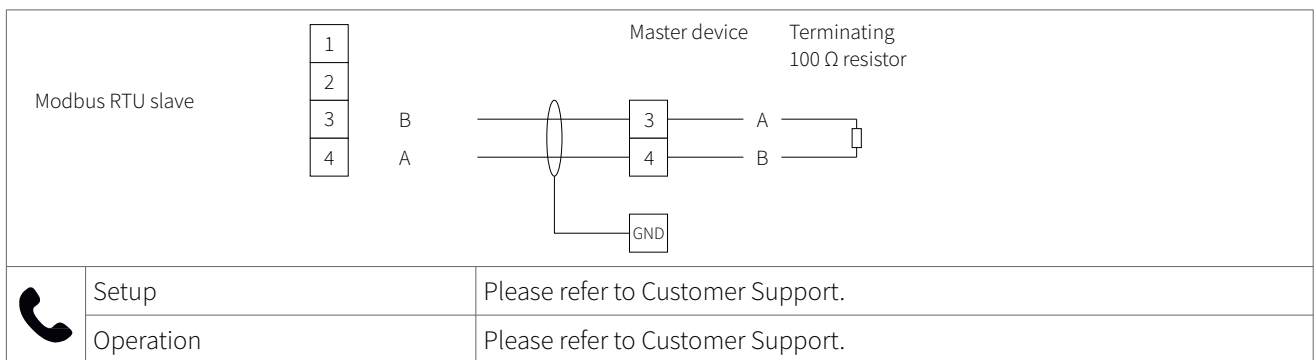 Master device Terminating
100 Ω resistor
1
2
Modbus RTU slave
3 B 3 A
4 A 4 B
GND
Setup Please refer to Customer Support.
Operation Please refer to Customer Support.